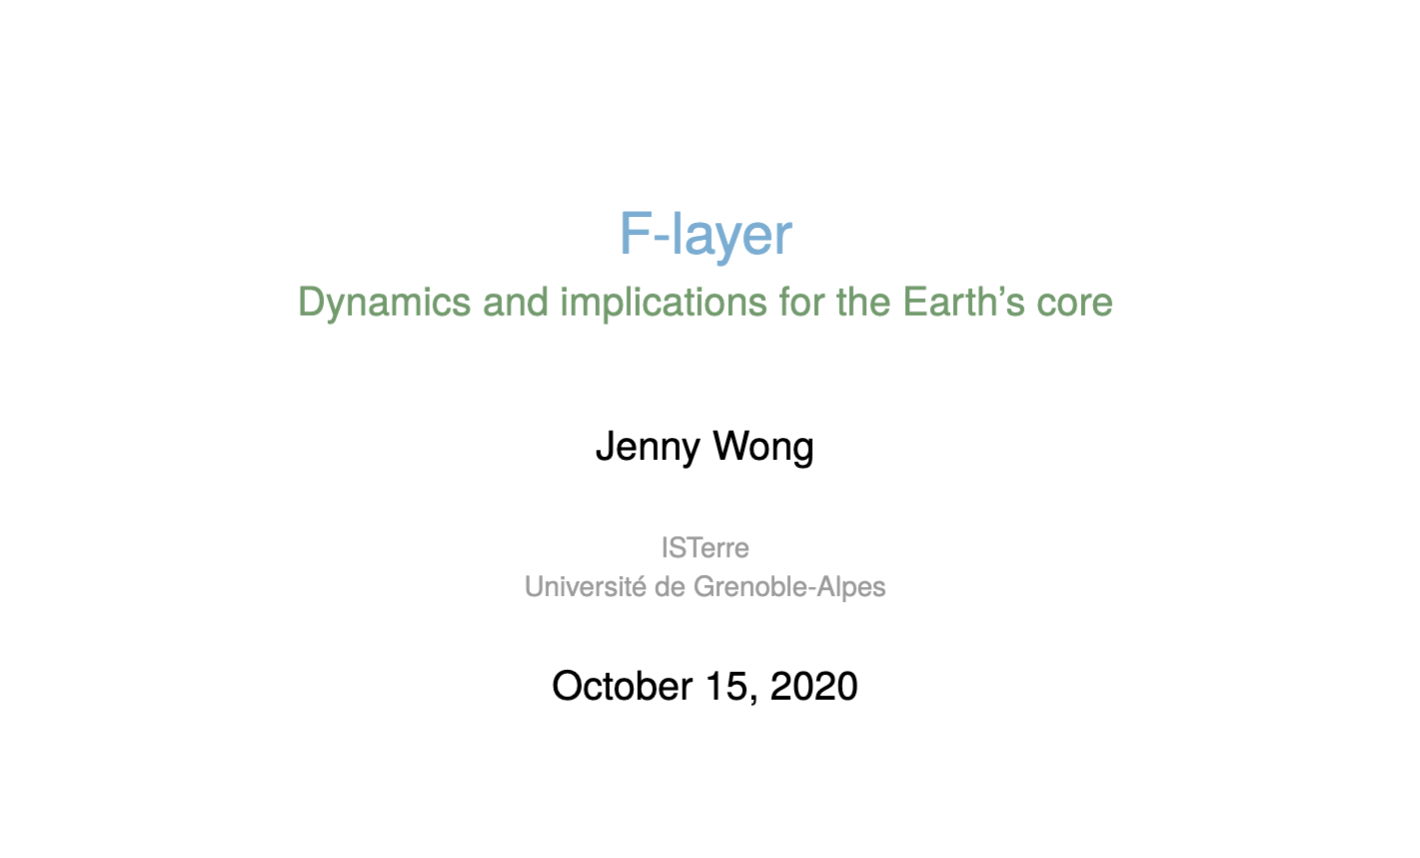 F-layer
Dynamics and implications for the Earth’s core
Jenny Wong
ISTerre
Université de Grenoble-Alpes
October 15, 2020